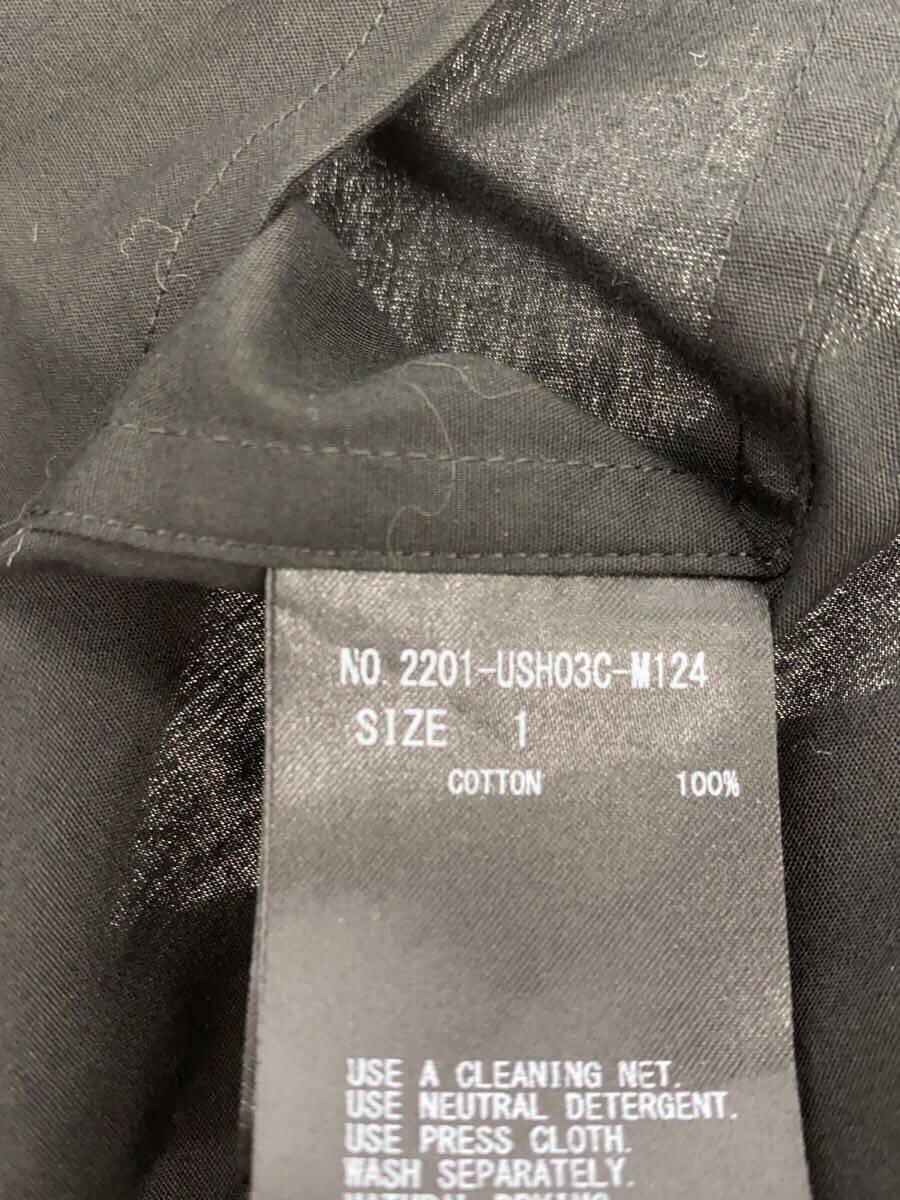 NO. 2201-USH03C-M124
SIZE 1
COTTON 100%
USE A CLEANING NET.
USE NEUTRAL DETERGENT.
USE PRESS CLOTH.
WASH SEPARATELY.